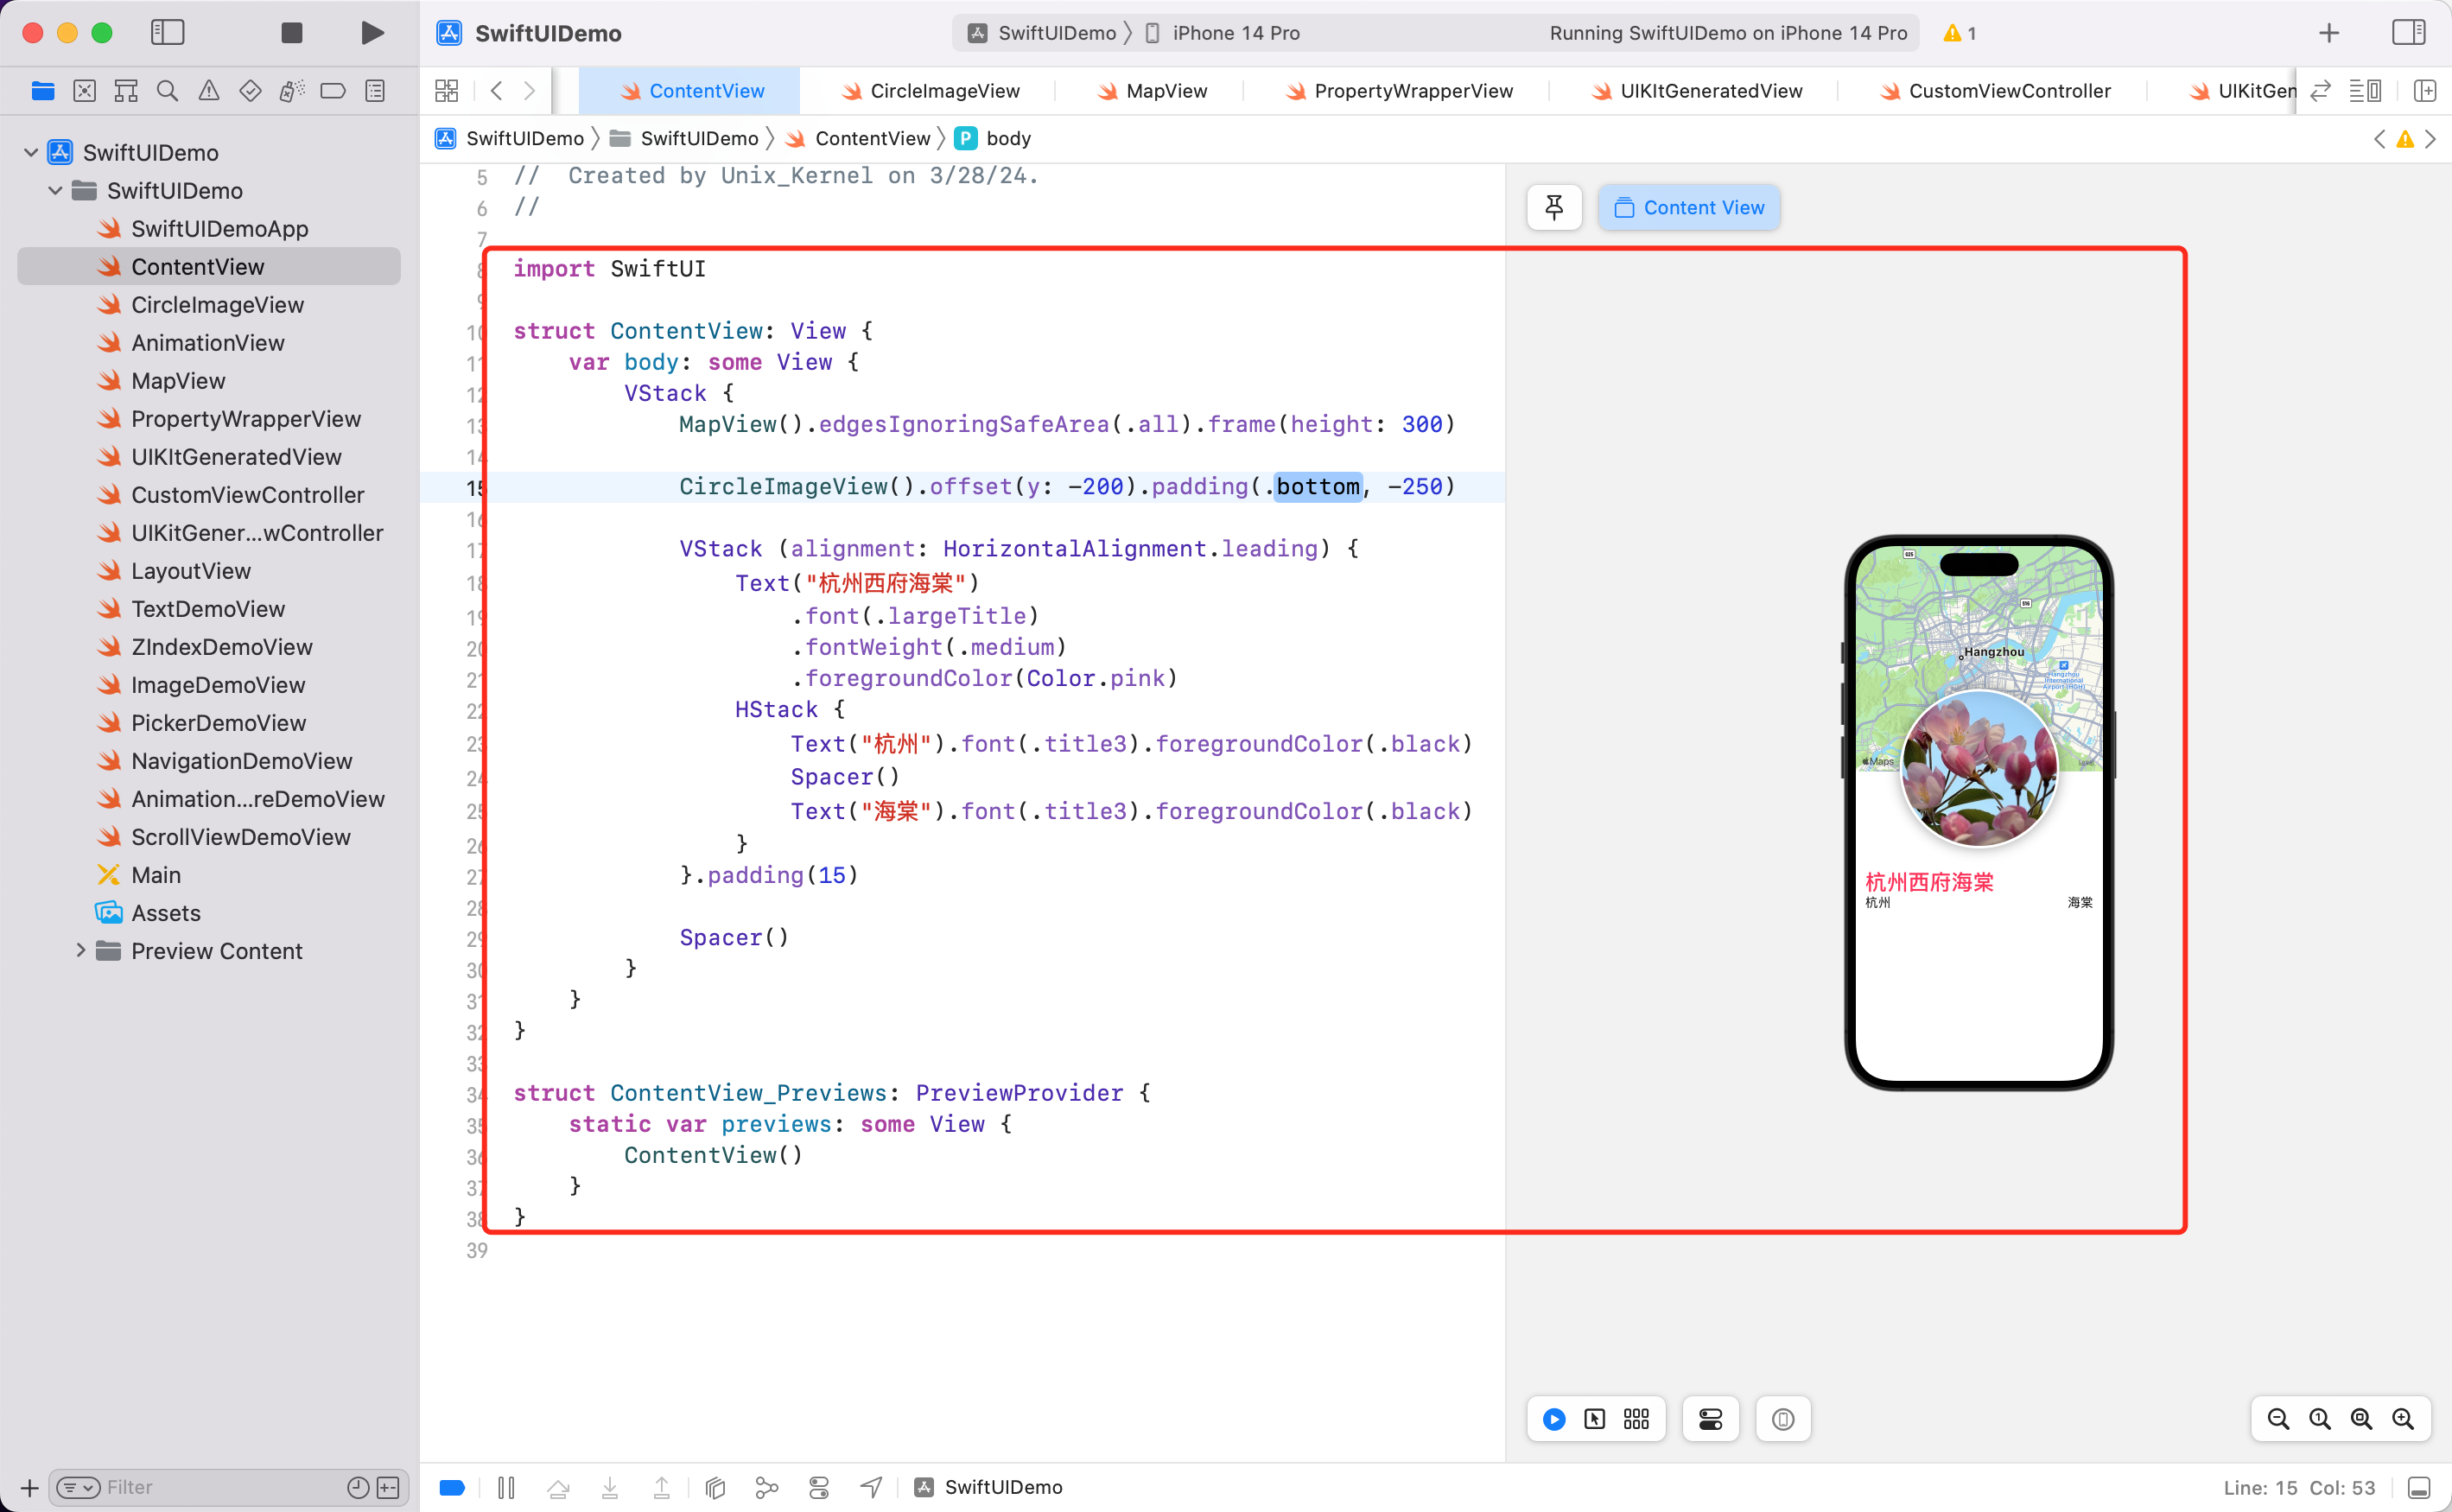 SwiftUIDemo
SwiftUIDemo
iPhone 14 Pro
Running SwiftUIDemo on iPhone 14 Pro
1
ContentView
CircleImageView
MapView
PropertyWrapperView
UIKItGeneratedView
CustomViewController
UIKitGen
SwiftUIDemo
SwiftUIDemo
ContentView
P
body
SwiftUIDemo
SwiftUIDemo
SwiftUIDemoApp
ContentView
CircleImageView
AnimationView
MapView
PropertyWrapperView
UIKItGeneratedView
CustomViewController
UIKitGener...wController
LayoutView
TextDemoView
ZIndexDemoView
ImageDemoView
PickerDemoView
NavigationDemoView
Animation...reDemoView
ScrollViewDemoView
Main
Assets
Preview Content
Filter
5 //  Created by Unix_Kernel on 3/28/24.
6 //
7
8 import SwiftUI
9
10 struct ContentView: View {
11     var body: some View {
12         VStack {
13             MapView().edgesIgnoringSafeArea(.all).frame(height: 300)
14
15             CircleImageView().offset(y: -200).padding(.bottom, -250)
16
17             VStack (alignment: HorizontalAlignment.leading) {
18                 Text("杭州西府海棠")
19                     .font(.largeTitle)
20                     .fontWeight(.medium)
21                     .foregroundColor(Color.pink)
22                 HStack {
23                     Text("杭州").font(.title3).foregroundColor(.black)
24                     Spacer()
25                     Text("海棠").font(.title3).foregroundColor(.black)
26                 }
27             }.padding(15)
28
29             Spacer()
30         }
31     }
32 }
33
34 struct ContentView_Previews: PreviewProvider {
35     static var previews: some View {
36         ContentView()
37     }
38 }
39
Content View
Hangzhou
Hangzhou
International
Airport (HGH)
Maps
杭州西府海棠
杭州
海棠
SwiftUIDemo
Line: 15 Col: 53